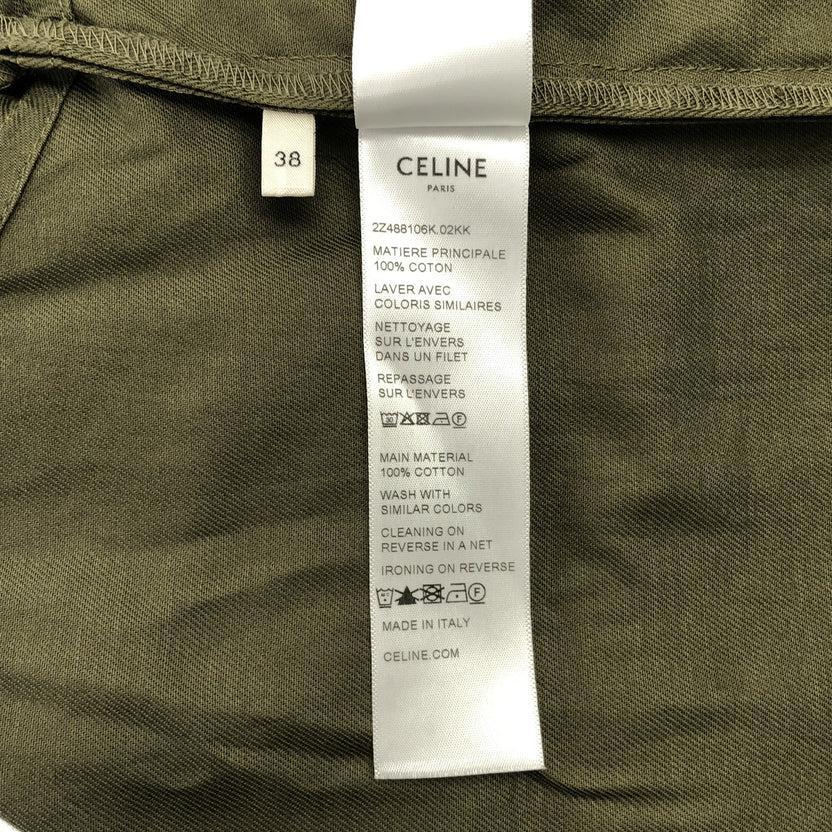 38
CELINE
PARIS
2Z488106K.02KK
MATIERE PRINCIPALE
100% COTON
LAVER AVEC
COLORIS SIMILAIRES
NETTOYAGE
SUR L'ENVERS
DANS UN FILET
REPASSAGE
SUR L'ENVERS
30 F
MAIN MATERIAL
100% COTTON
WASH WITH
SIMILAR COLORS
CLEANING ON
REVERSE IN A NET
IRONING ON REVERSE
F
MADE IN ITALY
CELINE.COM